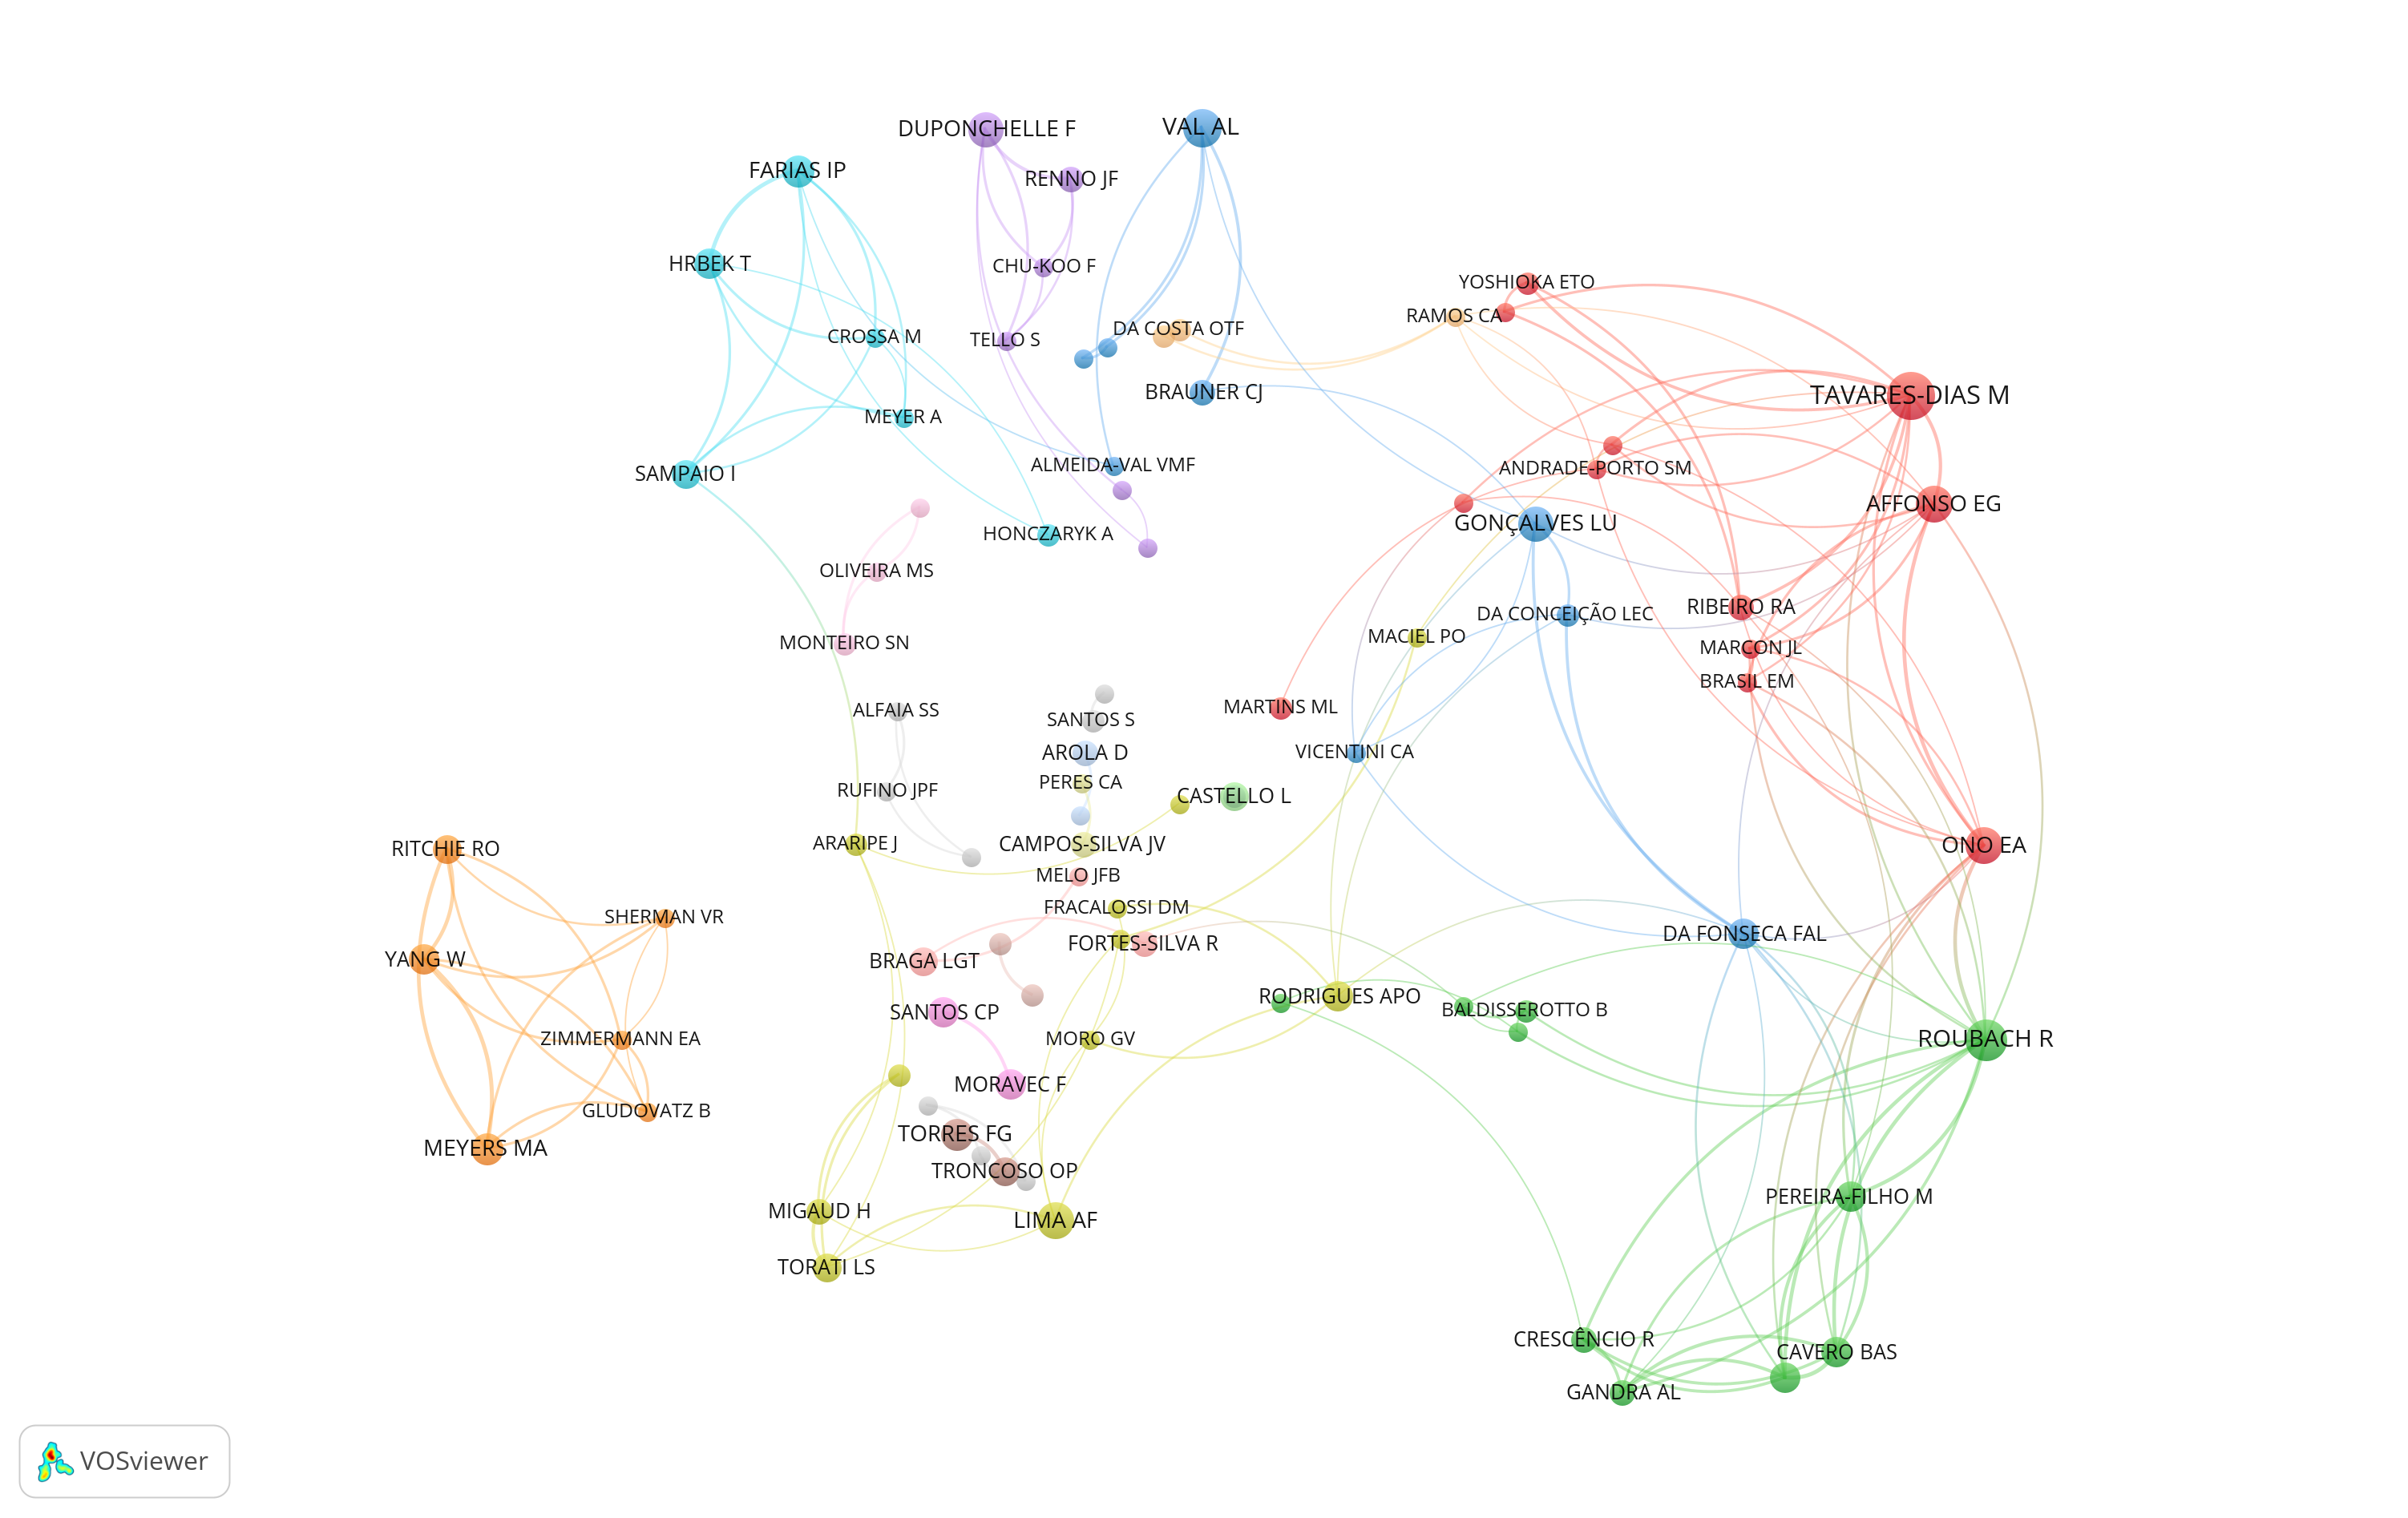 VAL AL
DUPONCHELLE F
FARIAS IP
RENNO JF
HRBEK T
CHU-KOO F
YOSHIOKA ETO
RAMOS CA
DA COSTA OTF
CROSSA M
TELLO S
BRAUNER CJ
TAVARES-DIAS M
MEYER A
ALMEIDA-VAL VMF
ANDRADE-PORTO SM
SAMPAIO I
AFFONSO EG
GONÇALVES LU
HONCZARYK A
OLIVEIRA MS
RIBEIRO RA
DA CONCEIÇÃO LEC
MACIEL PO
MONTEIRO SN
MARCON JL
BRASIL EM
MARTINS ML
ALFAIA SS
SANTOS S
AROLA D
VICENTINI CA
PERES CA
RUFINO JPF
CASTELLO L
ARARIPE J
CAMPOS-SILVA JV
ONO EA
RITCHIE RO
MELO JFB
FRACALOSSI DM
SHERMAN VR
DA FONSECA FAL
FORTES-SILVA R
YANG W
BRAGA LGT
RODRIGUES APO
SANTOS CP
BALDISSEROTTO B
ZIMMERMANN EA
MORO GV
ROUBACH R
MORAVEC F
GLUDOVATZ B
TORRES FG
MEYERS MA
TRONCOSO OP
PEREIRA-FILHO M
MIGAUD H
LIMA AF
TORATI LS
CRESCÊNCIO R
CAVERO BAS
GANDRA AL
VOSviewer